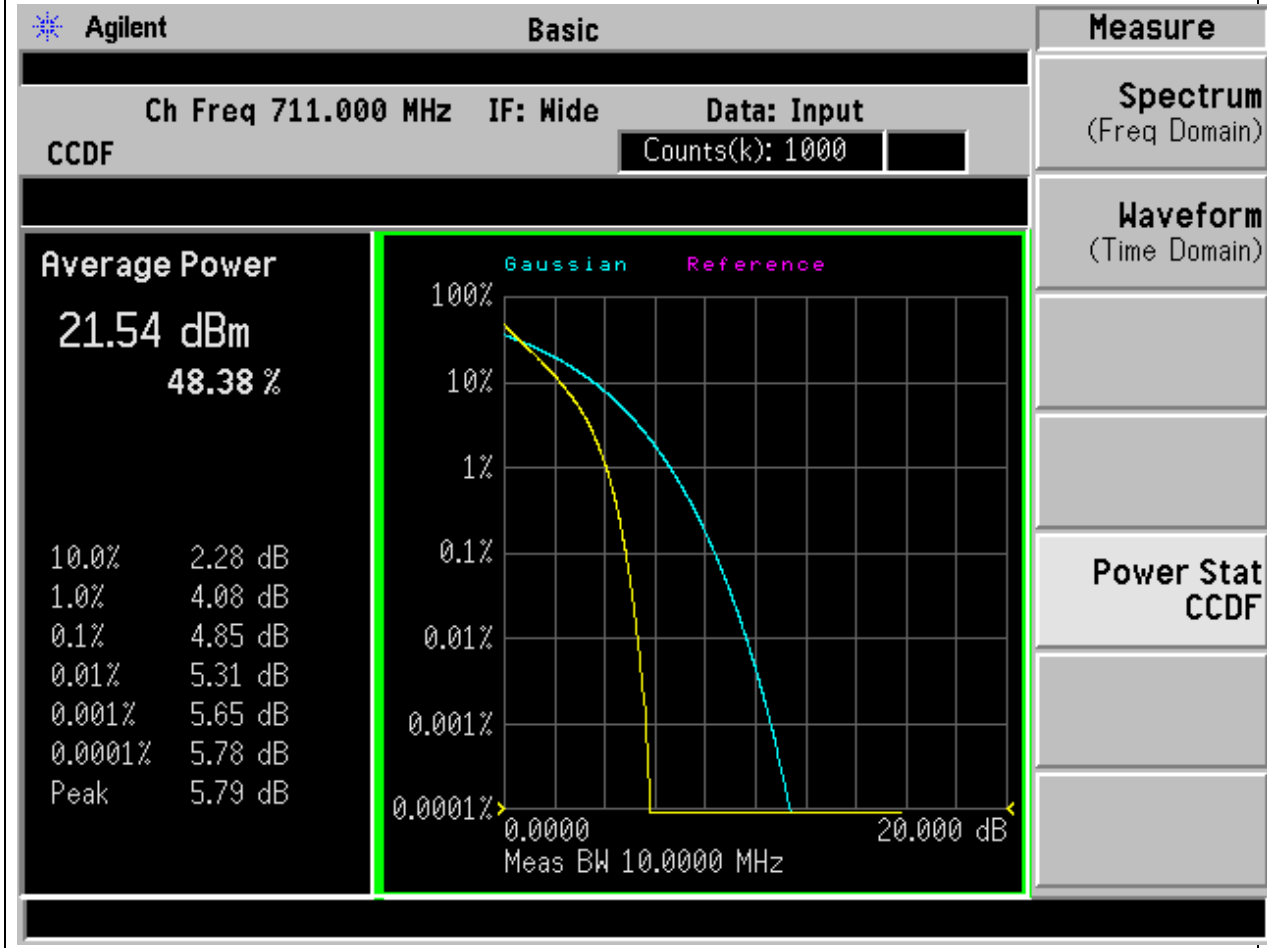 Agilent
Basic
Measure
Ch Freq 711.000 MHz IF: Wide Data: Input
CCDF
Counts(k): 1000
Spectrum
(Freq Domain)
Waveform
(Time Domain)
Power Stat
CCDF
Average Power
21.54 dBm
48.38 %
10.0% 2.28 dB
1.0% 4.08 dB
0.1% 4.85 dB
0.01% 5.31 dB
0.001% 5.65 dB
0.0001% 5.78 dB
Peak 5.79 dB
Gaussian Reference
100%
10%
1%
0.1%
0.01%
0.001%
0.0001%
0.0000 20.000 dB
Meas BW 10.0000 MHz